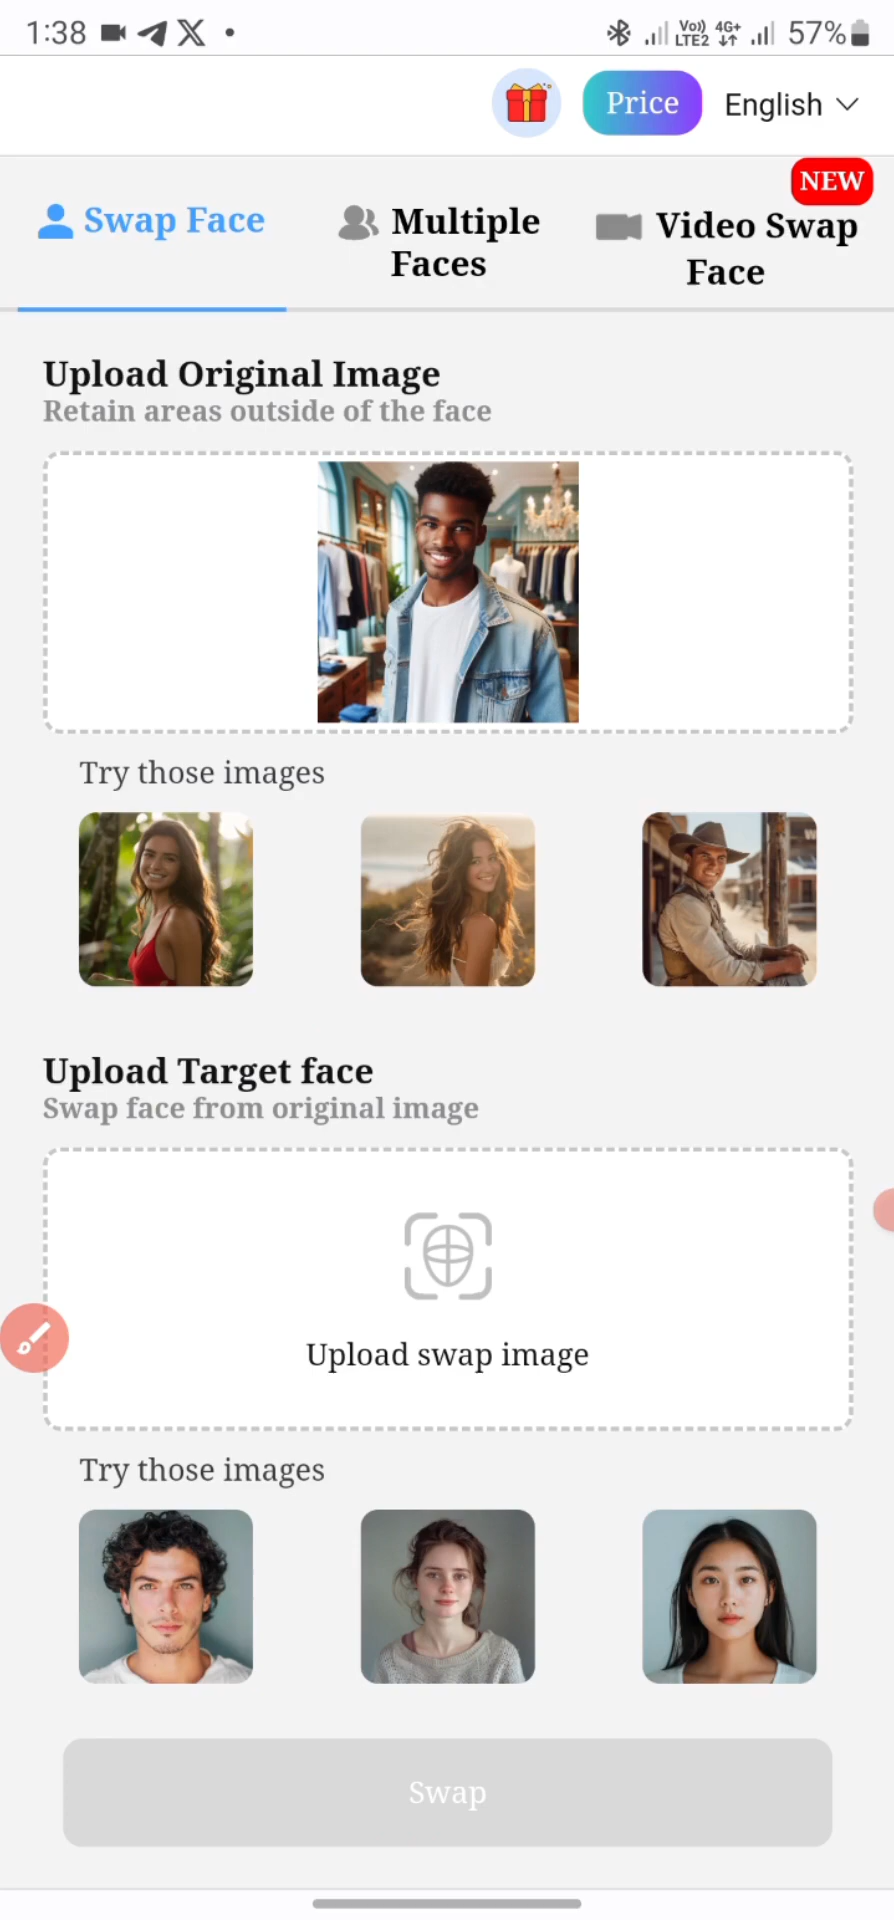 1:38
Vo)) LTE2 4G+ 57%
Price English
NEW
Swap Face
Multiple Faces
Video Swap Face
Upload Original Image
Retain areas outside of the face
Try those images
Upload Target face
Swap face from original image
Upload swap image
Try those images
Swap